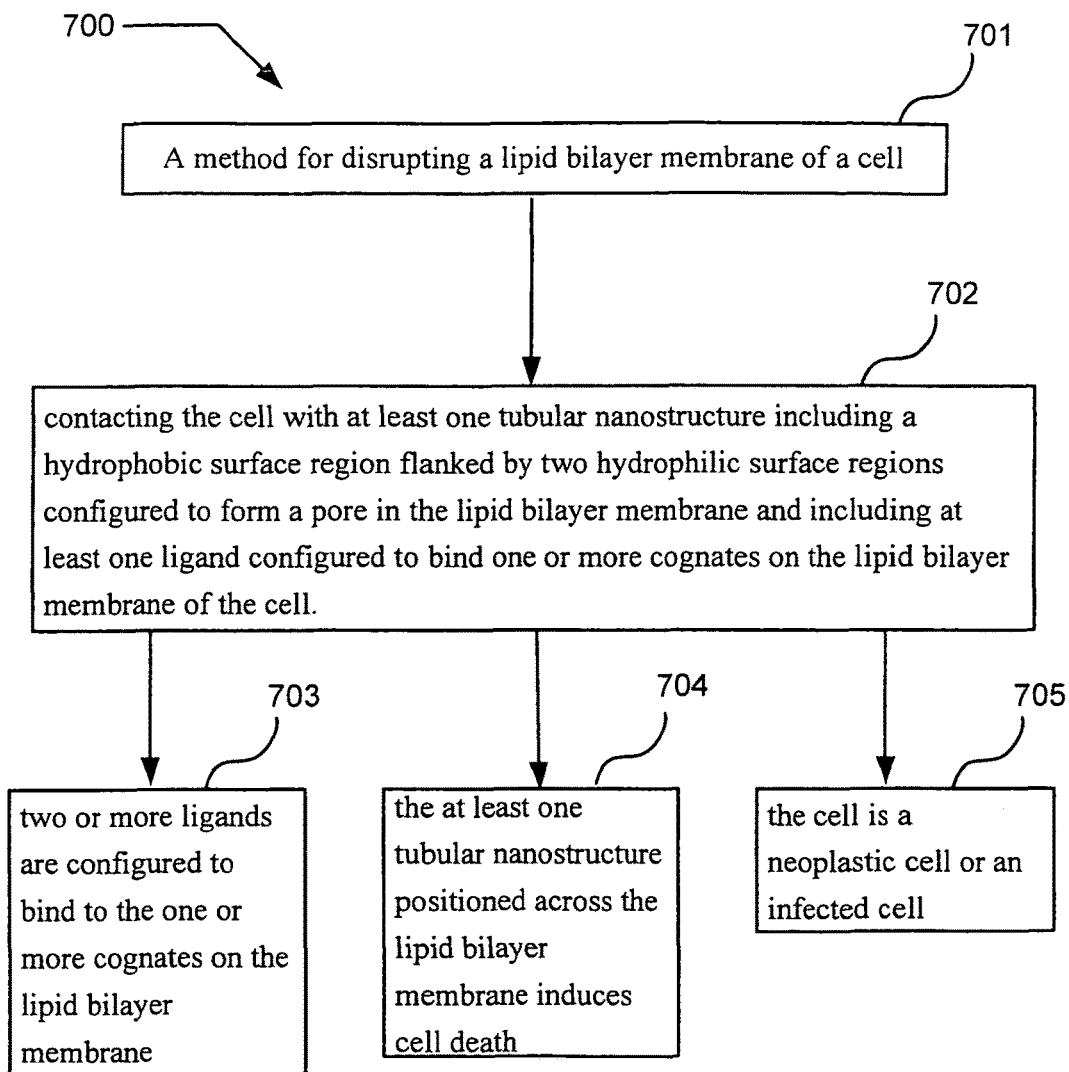 700
701
A method for disrupting a lipid bilayer membrane of a cell
702
contacting the cell with at least one tubular nanostructure including a
hydrophobic surface region flanked by two hydrophilic surface regions
configured to form a pore in the lipid bilayer membrane and including at
least one ligand configured to bind one or more cognates on the lipid bilayer
membrane of the cell.
703
two or more ligands
are configured to
bind to the one or
more cognates on the
lipid bilayer
membrane
704
the at least one
tubular nanostructure
positioned across the
lipid bilayer
membrane induces
cell death
705
the cell is a
neoplastic cell or an
infected cell